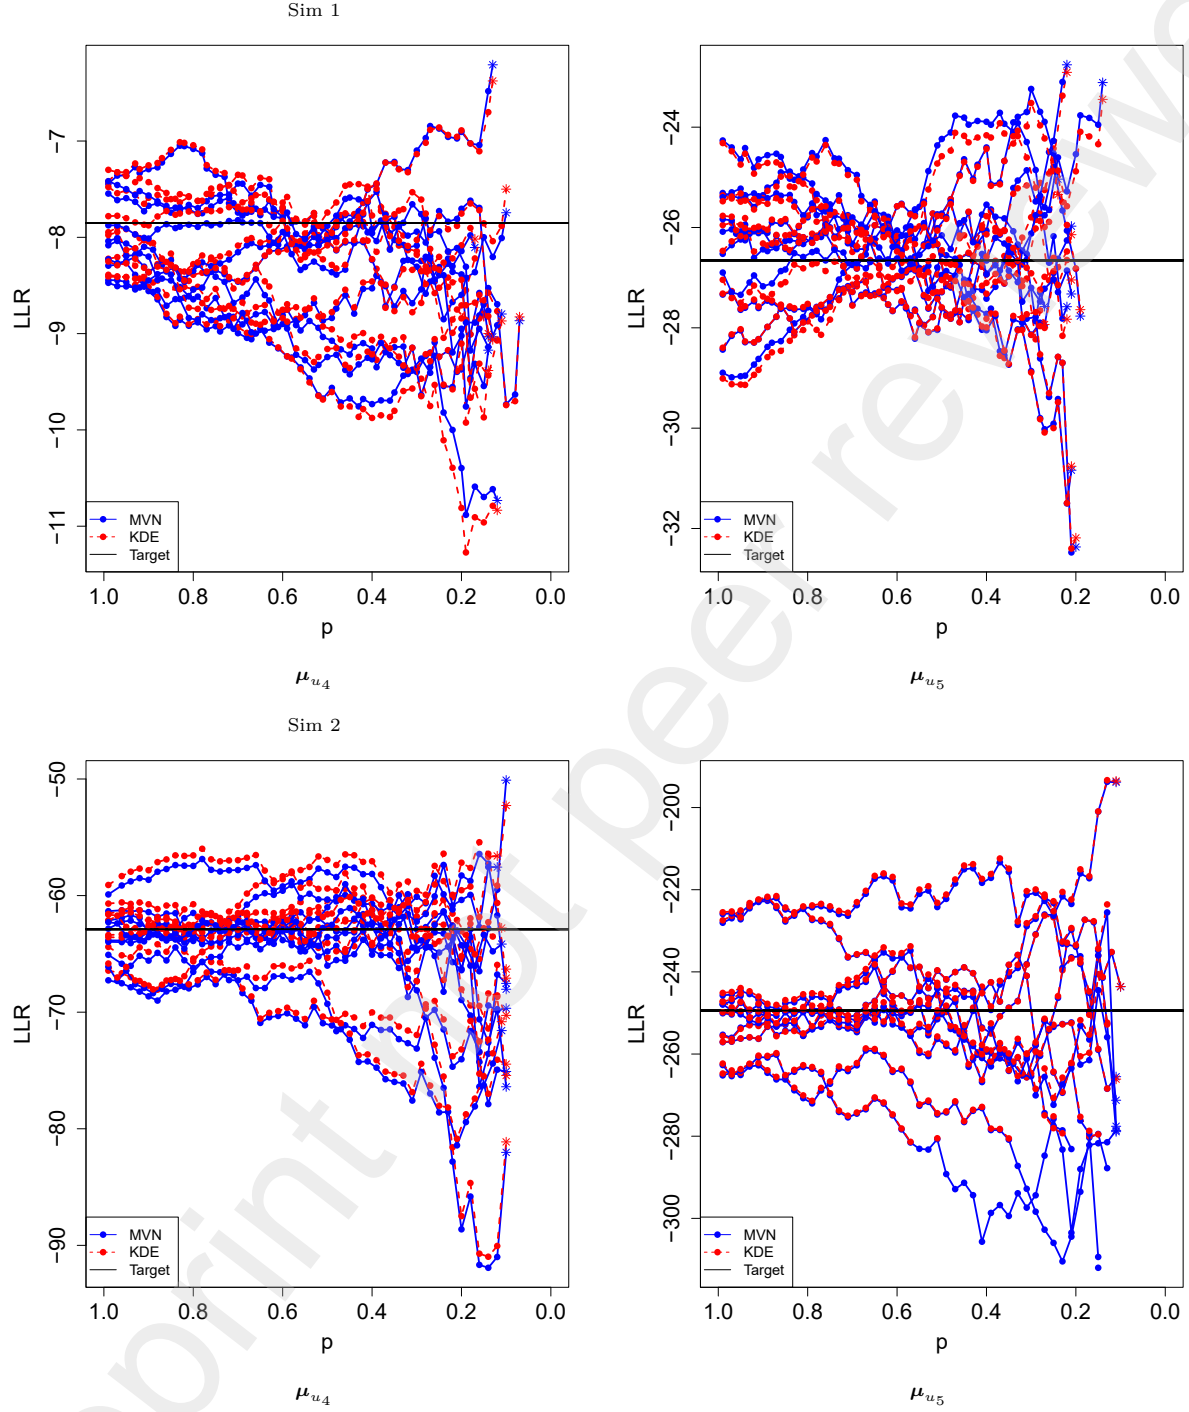 Sim 1
LLR
−7
−8
−9
−10
−11
MVN
KDE
Target
1.0 0.8 0.6 0.4 0.2 0.0
p
μu4
LLR
−24
−26
−28
−30
−32
MVN
KDE
Target
1.0 0.8 0.6 0.4 0.2 0.0
p
μu5
Sim 2
LLR
−50
−60
−70
−80
−90
MVN
KDE
Target
1.0 0.8 0.6 0.4 0.2 0.0
p
μu4
LLR
−200
−220
−240
−260
−280
−300
MVN
KDE
Target
1.0 0.8 0.6 0.4 0.2 0.0
p
μu5
eprint not peer review